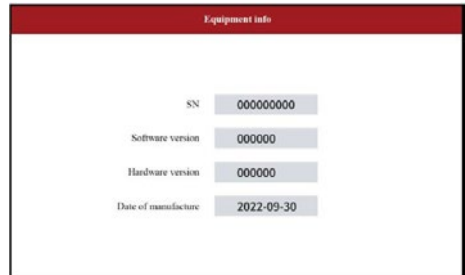 Equipment info
SN 000000000
Software version 000000
Hardware version 000000
Date of manufacture 2022-09-30